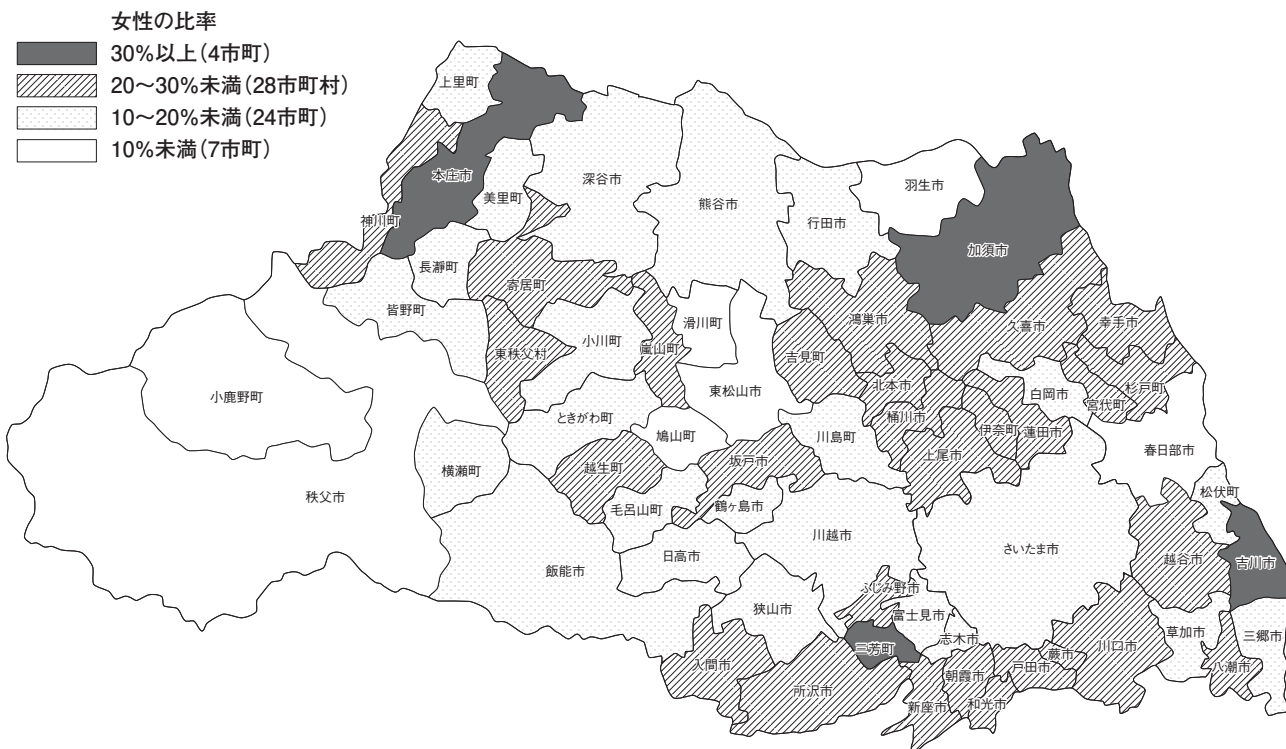 女性の比率
30%以上(4市町)
20～30%未満(28市町村)
10～20%未満(24市町)
10%未満(7市町)
上里町
本庄市
美里町
深谷市
熊谷市
行田市
羽生市
加須市
神川町
長瀞町
皆野町
寄居町
東秩父村
小川町
嵐山町
滑川町
吉見町
鴻巣市
久喜市
幸手市
小鹿野町
東松山市
北本市
桶川市
伊奈町
蓮田市
白岡市
宮代町
杉戸町
ときがわ町
鳩山町
川島町
上尾市
春日部市
横瀬町
秩父市
越生町
坂戸市
毛呂山町
鶴ヶ島市
松伏町
日高市
川越市
さいたま市
越谷市
吉川市
飯能市
狭山市
ふじみ野市
富士見市
志木市
三芳町
草加市
三郷市
入間市
所沢市
新座市
朝霞市
和光市
戸田市
蕨市
川口市
八潮市